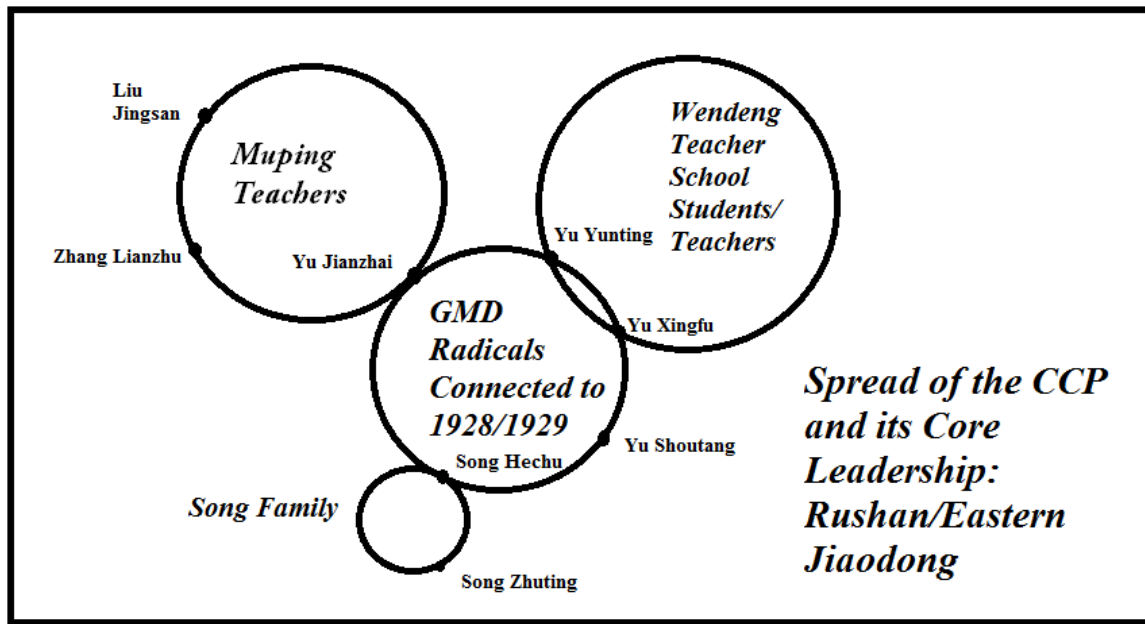 Liu
Jingsan
Muping
Teachers
Zhang Lianzhu
Yu Jianzhai
Wendeng
Teacher
School
Students/
Teachers
Yu Yunting
Yu Xingfu
GMD
Radicals
Connected to
1928/1929
Yu Shoutang
Song Hechu
Song Family
Song Zhuting
Spread of the CCP
and its Core
Leadership:
Rushan/Eastern
Jiaodong